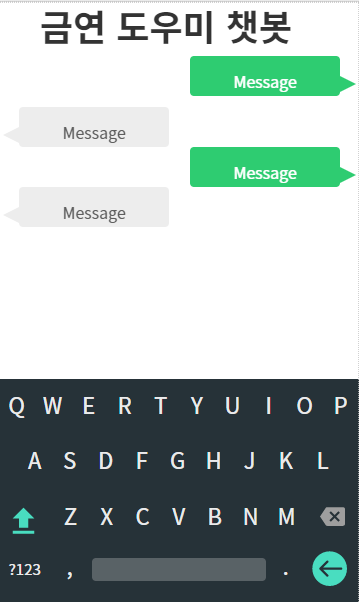 금연 도우미 챗봇
Message
Message
Message
Message
Q W E R T Y U I O P
A S D F G H J K L
Z X C V B N M
?123 , .